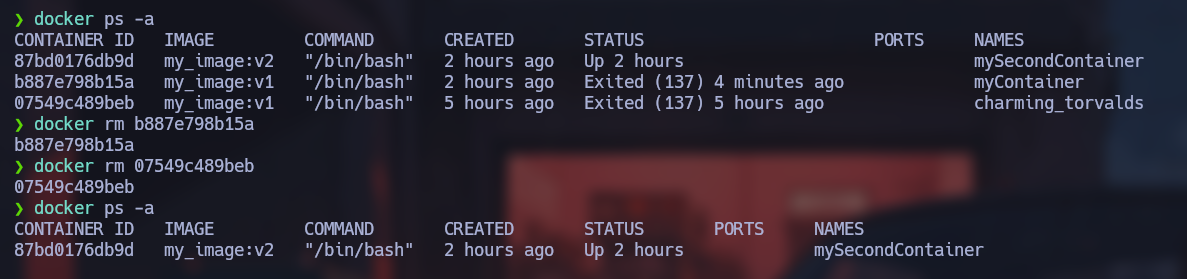 ❯ docker ps -a
CONTAINER ID   IMAGE         COMMAND       CREATED       STATUS                       PORTS     NAMES
87bd0176db9d   my_image:v2   "/bin/bash"   2 hours ago   Up 2 hours                             mySecondContainer
b887e798b15a   my_image:v1   "/bin/bash"   2 hours ago   Exited (137) 4 minutes ago             myContainer
07549c489beb   my_image:v1   "/bin/bash"   5 hours ago   Exited (137) 5 hours ago               charming_torvalds
❯ docker rm b887e798b15a
b887e798b15a
❯ docker rm 07549c489beb
07549c489beb
❯ docker ps -a
CONTAINER ID   IMAGE         COMMAND       CREATED       STATUS       PORTS     NAMES
87bd0176db9d   my_image:v2   "/bin/bash"   2 hours ago   Up 2 hours             mySecondContainer